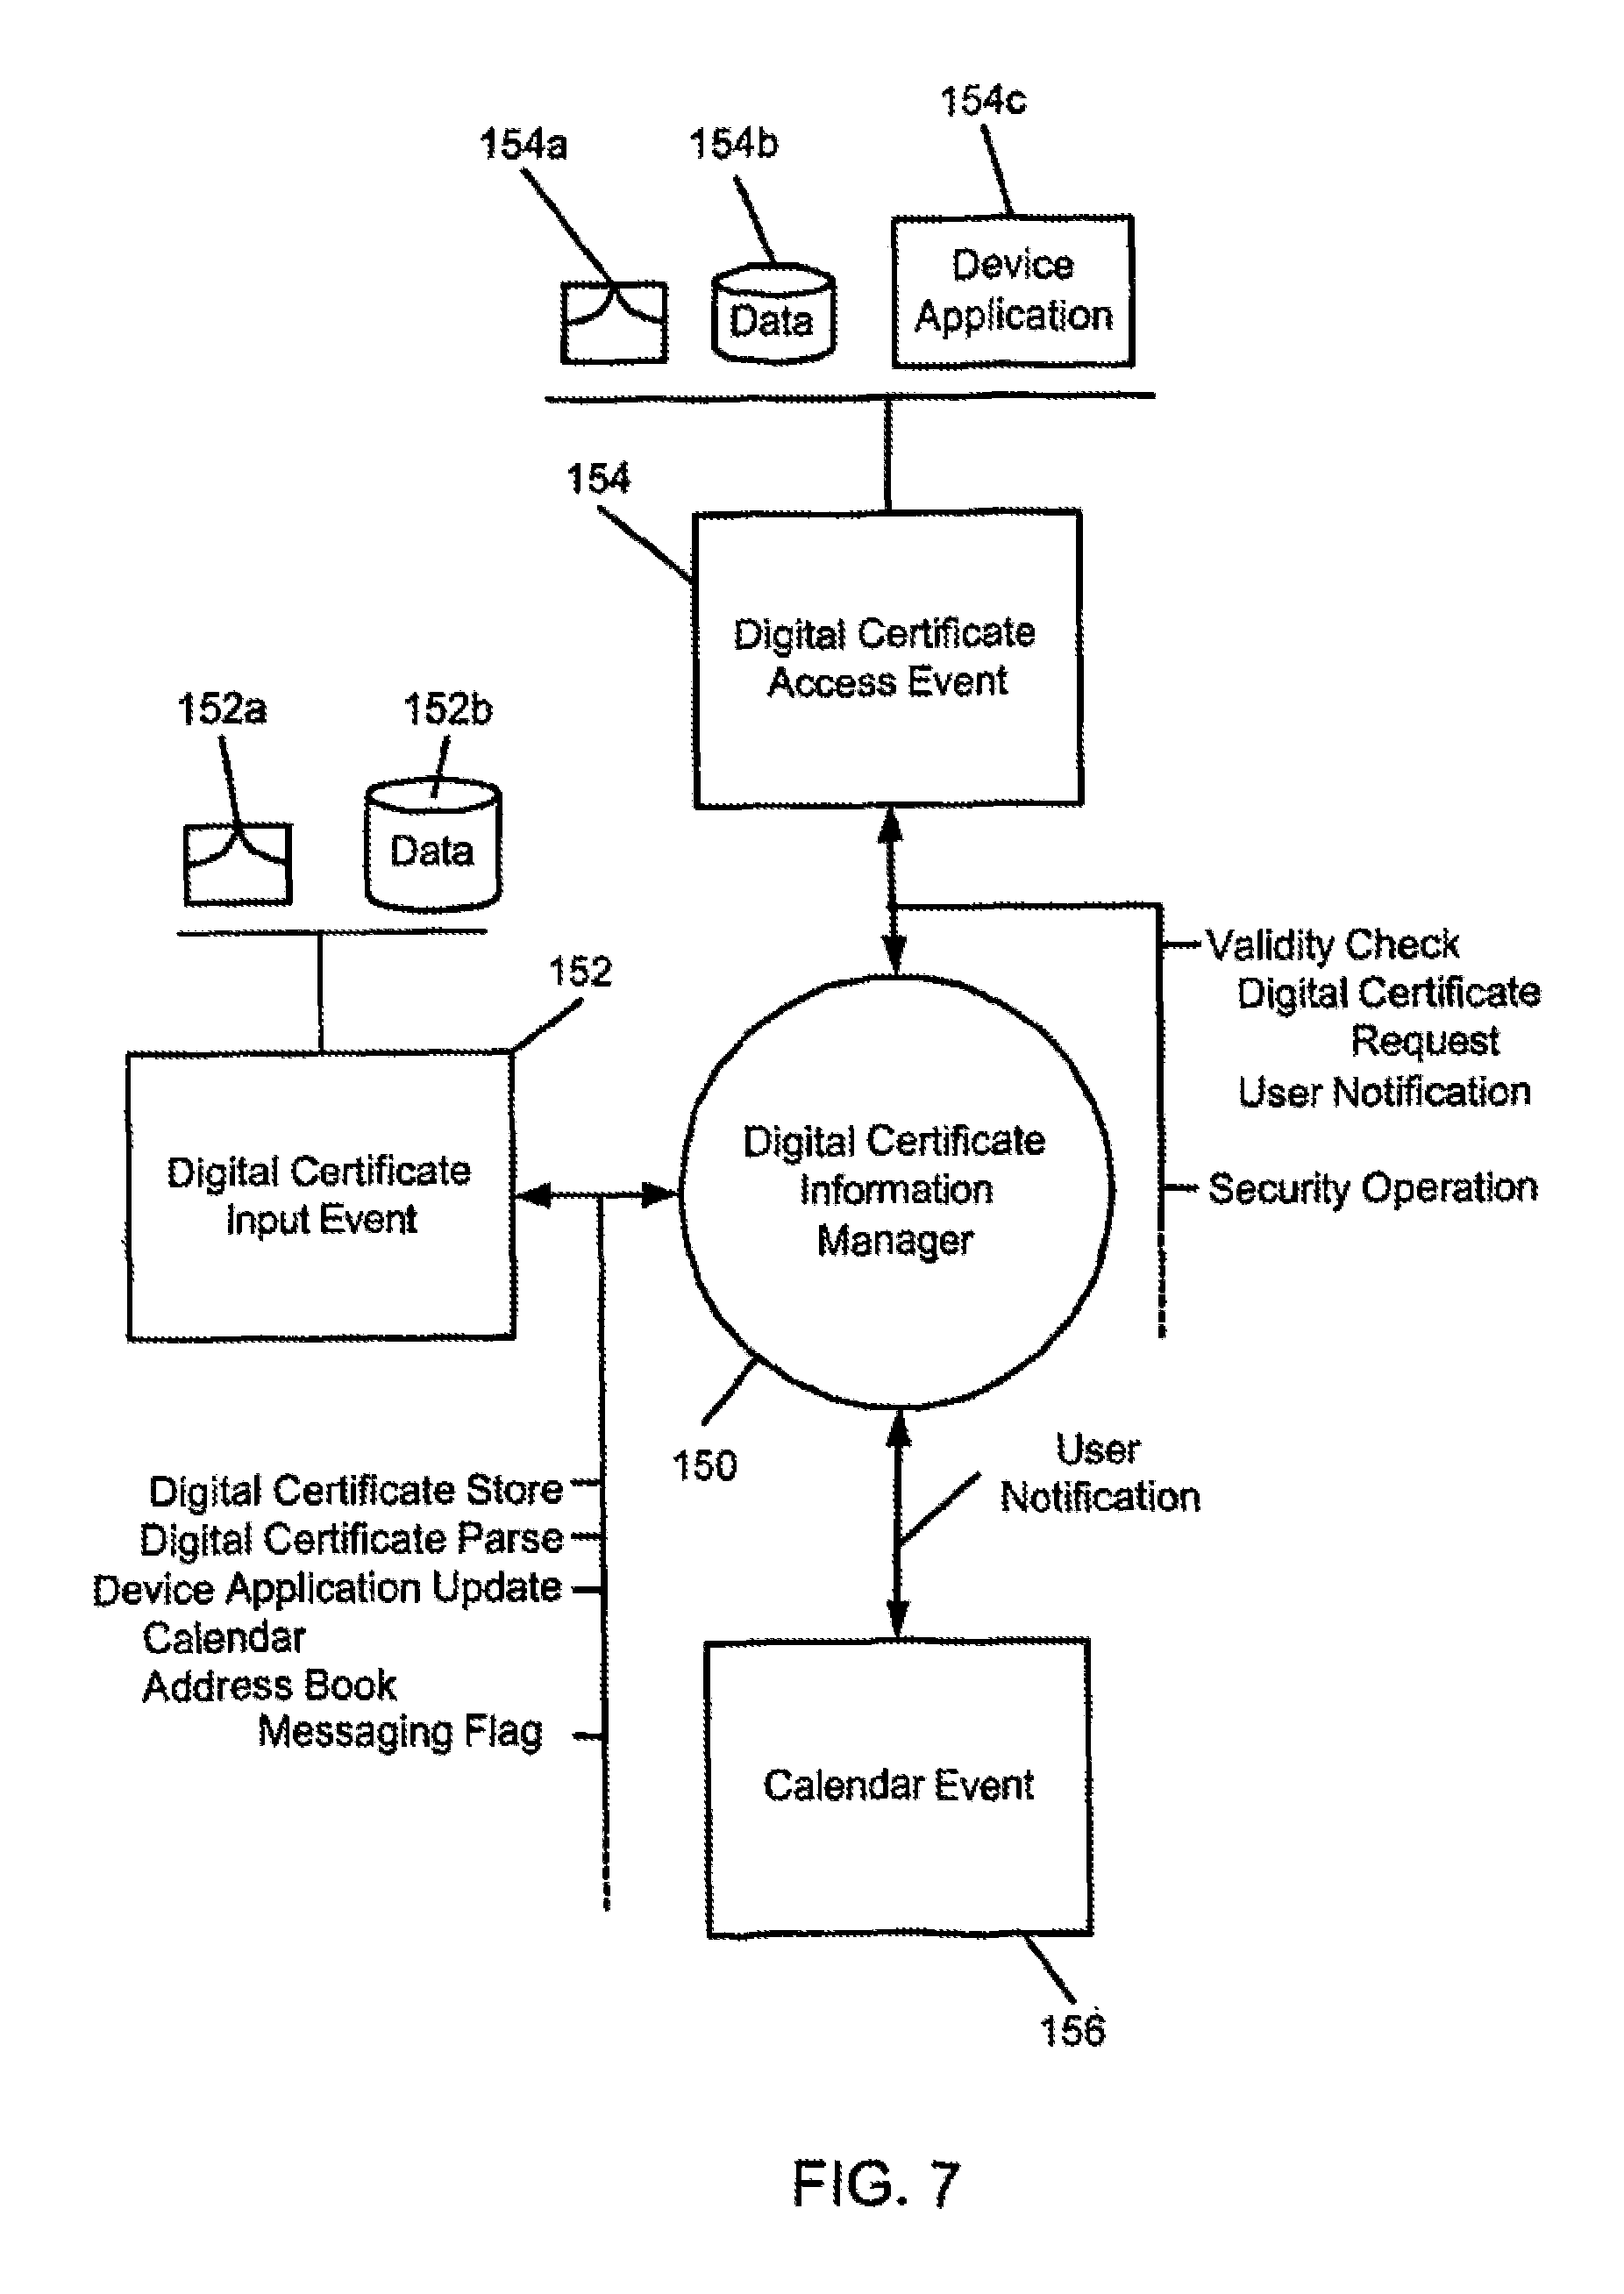 154a
154b
154c
Device
Application
Data
154
Digital Certificate
Access Event
152a
152b
Data
152
Digital Certificate
Input Event
Validity Check
Digital Certificate
Request
User Notification
Security Operation
Digital Certificate
Information
Manager
150
User
Notification
Digital Certificate Store
Digital Certificate Parse
Device Application Update
Calendar
Address Book
Messaging Flag
Calendar Event
156
FIG. 7